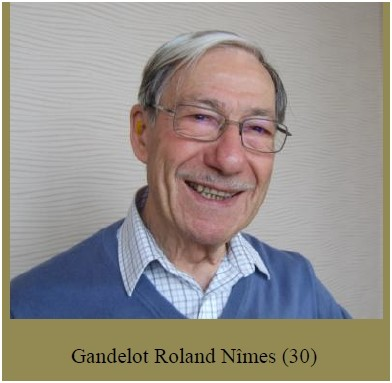 Gandelot Roland Nîmes (30)